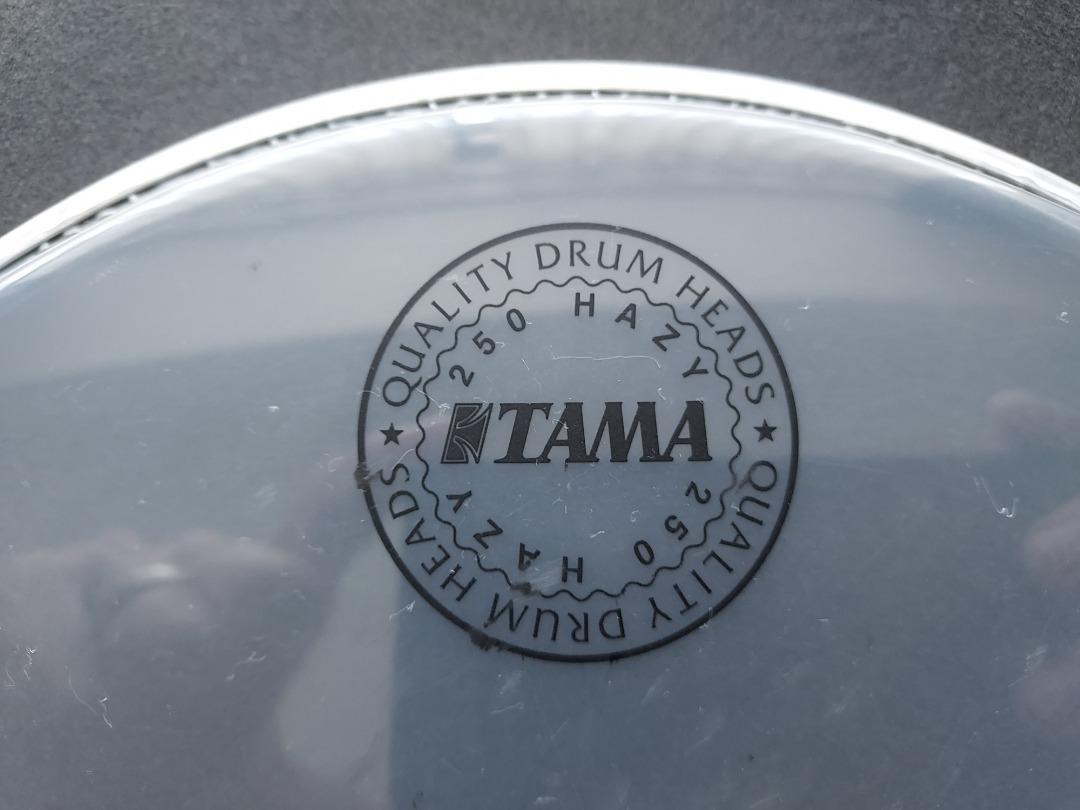 QUALITY DRUM HEADS
250 HAZY
TAMA
250 HAZY
★ QUALITY DRUM HEADS ★